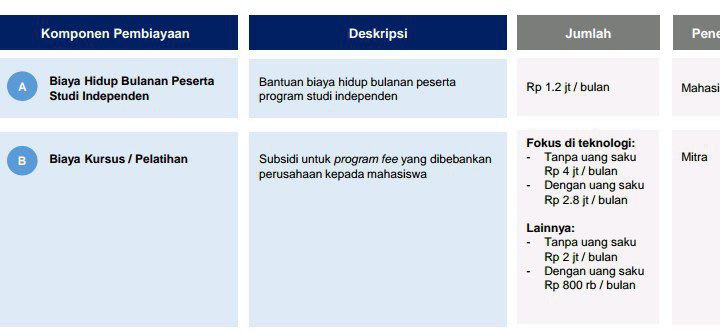 Komponen Pembiayaan
Deskripsi
Jumlah
A
Biaya Hidup Bulanan Peserta
Studi Independen
Bantuan biaya hidup bulanan peserta
program studi independen
Rp 1.2 jt / bulan
B
Biaya Kursus / Pelatihan
Subsidi untuk program fee yang dibebankan
perusahaan kepada mahasiswa
Fokus di teknologi:
- Tanpa uang saku
Rp 4 jt / bulan
- Dengan uang saku
Rp 2.8 jt / bulan
Lainnya:
- Tanpa uang saku
Rp 2 jt / bulan
- Dengan uang saku
Rp 800 rb / bulan
Mitra